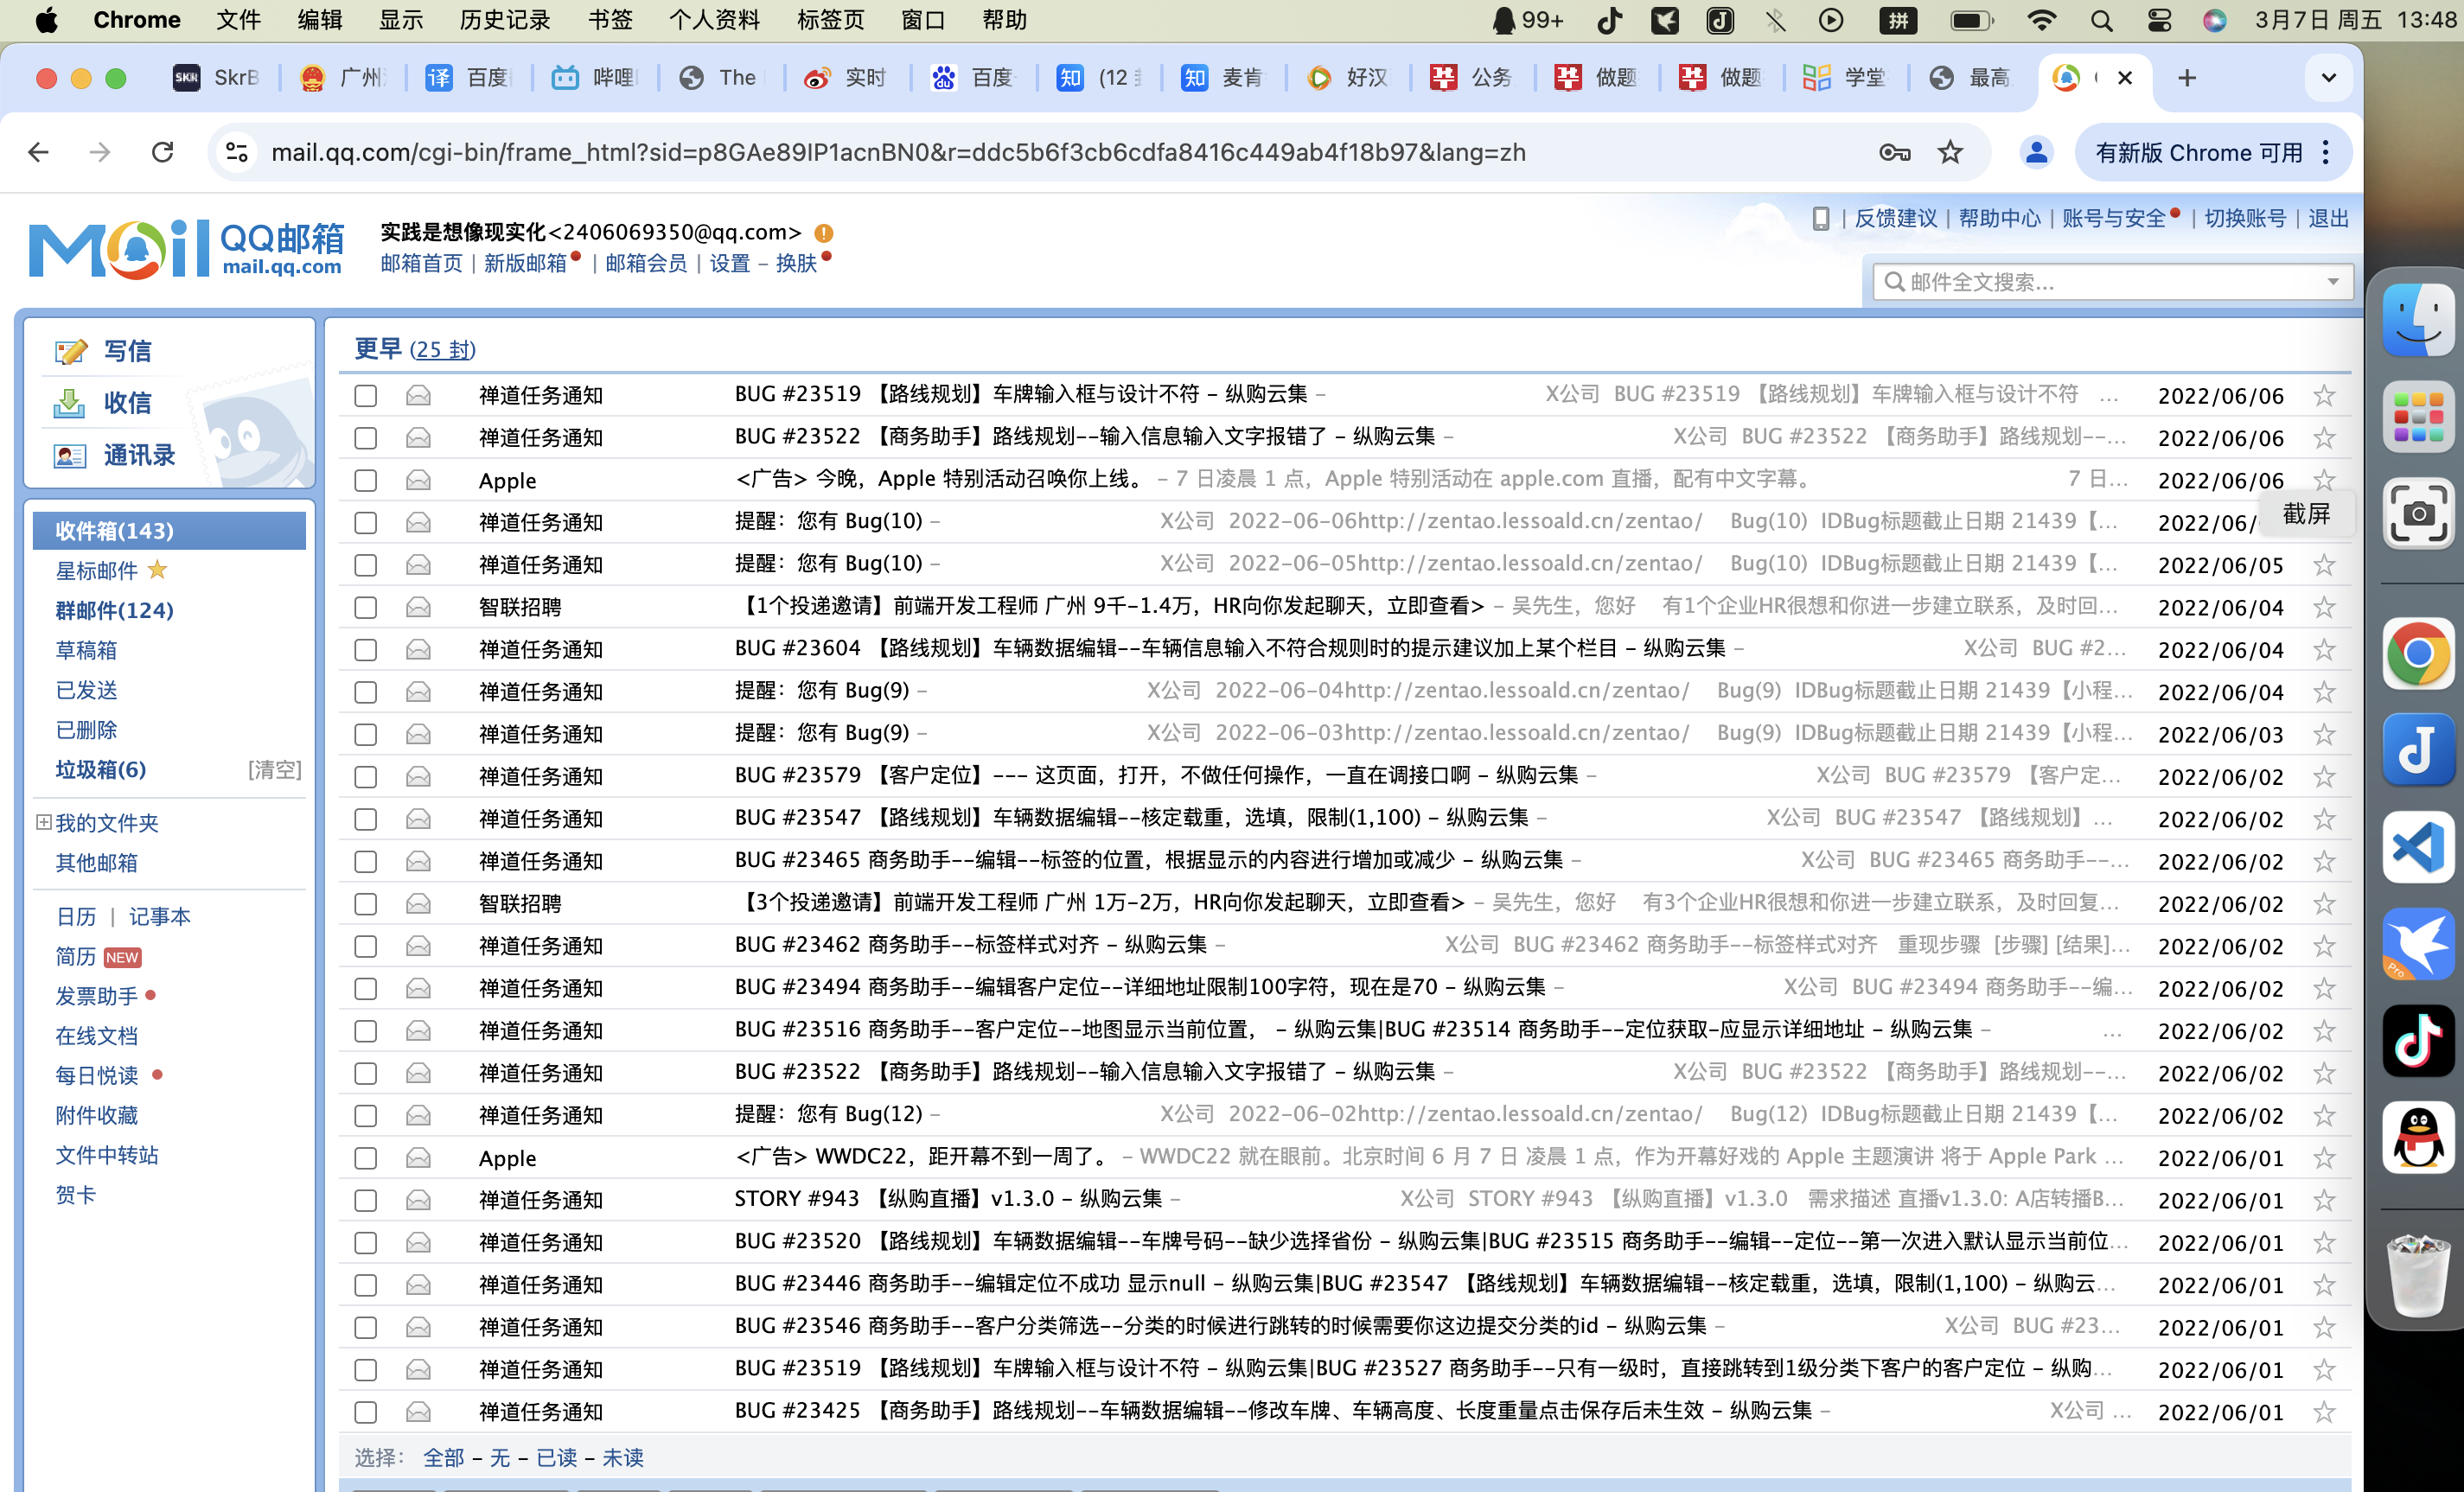 Chrome 文件 编辑 显示 历史记录 书签 个人资料 标签页 窗口 帮助 99+ 拼 3月7日 周五 13:48
SKR SkrB 广州 译 百度 哔哩 The 实时 du 百度 知 (12 知 麦肯 好汉 公务 做题 做题 学堂 最高
mail.qq.com/cgi-bin/frame_html?sid=p8GAe89IP1acnBN0&r=ddc5b6f3cb6cdfa8416c449ab4f18b97&lang=zh 有新版 Chrome 可用
Mail QQ邮箱 mail.qq.com
实践是想像现实化<2406069350@qq.com>
邮箱首页 | 新版邮箱 | 邮箱会员 | 设置 - 换肤
| 反馈建议 | 帮助中心 | 账号与安全 | 切换账号 | 退出
邮件全文搜索...
写信
收信
通讯录
收件箱(143)
星标邮件
群邮件(124)
草稿箱
已发送
已删除
垃圾箱(6) [清空]
我的文件夹
其他邮箱
日历 | 记事本
简历 NEW
发票助手
在线文档
每日悦读
附件收藏
文件中转站
贺卡
更早 (25 封)
禅道任务通知 BUG #23519 【路线规划】车牌输入框与设计不符 - 纵购云集 - X公司 BUG #23519 【路线规划】车牌输入框与设计不符 ... 2022/06/06
禅道任务通知 BUG #23522 【商务助手】路线规划--输入信息输入文字报错了 - 纵购云集 - X公司 BUG #23522 【商务助手】路线规划--... 2022/06/06
Apple <广告> 今晚，Apple 特别活动召唤你上线。 - 7 日凌晨 1 点，Apple 特别活动在 apple.com 直播，配有中文字幕。 7 日... 2022/06/06
禅道任务通知 提醒：您有 Bug(10) - X公司 2022-06-06http://zentao.lessoald.cn/zentao/ Bug(10) IDBug标题截止日期 21439【... 2022/06/
截屏
禅道任务通知 提醒：您有 Bug(10) - X公司 2022-06-05http://zentao.lessoald.cn/zentao/ Bug(10) IDBug标题截止日期 21439【... 2022/06/05
智联招聘 【1个投递邀请】前端开发工程师 广州 9千-1.4万，HR向你发起聊天，立即查看> - 吴先生，您好 有1个企业HR很想和你进一步建立联系，及时回... 2022/06/04
禅道任务通知 BUG #23604 【路线规划】车辆数据编辑--车辆信息输入不符合规则时的提示建议加上某个栏目 - 纵购云集 - X公司 BUG #2... 2022/06/04
禅道任务通知 提醒：您有 Bug(9) - X公司 2022-06-04http://zentao.lessoald.cn/zentao/ Bug(9) IDBug标题截止日期 21439【小程... 2022/06/04
禅道任务通知 提醒：您有 Bug(9) - X公司 2022-06-03http://zentao.lessoald.cn/zentao/ Bug(9) IDBug标题截止日期 21439【小程... 2022/06/03
禅道任务通知 BUG #23579 【客户定位】--- 这页面，打开，不做任何操作，一直在调接口啊 - 纵购云集 - X公司 BUG #23579 【客户定... 2022/06/02
禅道任务通知 BUG #23547 【路线规划】车辆数据编辑--核定载重，选填，限制(1,100) - 纵购云集 - X公司 BUG #23547 【路线规划】... 2022/06/02
禅道任务通知 BUG #23465 商务助手--编辑--标签的位置，根据显示的内容进行增加或减少 - 纵购云集 - X公司 BUG #23465 商务助手--... 2022/06/02
智联招聘 【3个投递邀请】前端开发工程师 广州 1万-2万，HR向你发起聊天，立即查看> - 吴先生，您好 有3个企业HR很想和你进一步建立联系，及时回复... 2022/06/02
禅道任务通知 BUG #23462 商务助手--标签样式对齐 - 纵购云集 - X公司 BUG #23462 商务助手--标签样式对齐 重现步骤 [步骤] [结果]... 2022/06/02
禅道任务通知 BUG #23494 商务助手--编辑客户定位--详细地址限制100字符，现在是70 - 纵购云集 - X公司 BUG #23494 商务助手--编... 2022/06/02
禅道任务通知 BUG #23516 商务助手--客户定位--地图显示当前位置， - 纵购云集|BUG #23514 商务助手--定位获取-应显示详细地址 - 纵购云集 - ... 2022/06/02
禅道任务通知 BUG #23522 【商务助手】路线规划--输入信息输入文字报错了 - 纵购云集 - X公司 BUG #23522 【商务助手】路线规划--... 2022/06/02
禅道任务通知 提醒：您有 Bug(12) - X公司 2022-06-02http://zentao.lessoald.cn/zentao/ Bug(12) IDBug标题截止日期 21439【... 2022/06/02
Apple <广告> WWDC22，距开幕不到一周了。 - WWDC22 就在眼前。北京时间 6 月 7 日 凌晨 1 点，作为开幕好戏的 Apple 主题演讲 将于 Apple Park ... 2022/06/01
禅道任务通知 STORY #943 【纵购直播】v1.3.0 - 纵购云集 - X公司 STORY #943 【纵购直播】v1.3.0 需求描述 直播v1.3.0: A店转播B... 2022/06/01
禅道任务通知 BUG #23520 【路线规划】车辆数据编辑--车牌号码--缺少选择省份 - 纵购云集|BUG #23515 商务助手--编辑--定位--第一次进入默认显示当前位... 2022/06/01
禅道任务通知 BUG #23446 商务助手--编辑定位不成功 显示null - 纵购云集|BUG #23547 【路线规划】车辆数据编辑--核定载重，选填，限制(1,100) - 纵购云... 2022/06/01
禅道任务通知 BUG #23546 商务助手--客户分类筛选--分类的时候进行跳转的时候需要你这边提交分类的id - 纵购云集 - X公司 BUG #23... 2022/06/01
禅道任务通知 BUG #23519 【路线规划】车牌输入框与设计不符 - 纵购云集|BUG #23527 商务助手--只有一级时，直接跳转到1级分类下客户的客户定位 - 纵购... 2022/06/01
禅道任务通知 BUG #23425 【商务助手】路线规划--车辆数据编辑--修改车牌、车辆高度、长度重量点击保存后未生效 - 纵购云集 - X公司 ... 2022/06/01
选择： 全部 - 无 - 已读 - 未读
Pro